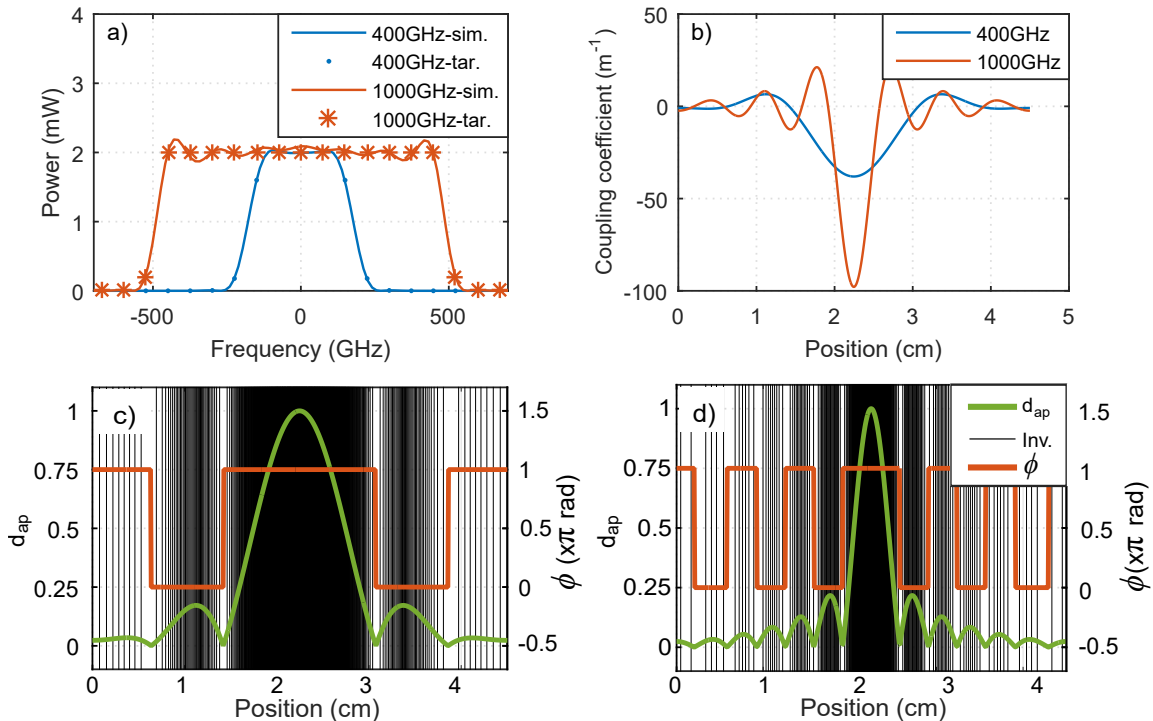 a)
400GHz-sim.
400GHz-tar.
1000GHz-sim.
1000GHz-tar.
4
3
2
1
0
Power (mW)
-500
0
500
Frequency (GHz)
b)
400GHz
1000GHz
50
0
-50
-100
Coupling coefficient (m⁻¹)
0
1
2
3
4
5
Position (cm)
c)
1
0.75
0.5
0.25
0
d_ap
1.5
1
0.5
0
-0.5
ϕ (xπ rad)
0
1
2
3
4
Position (cm)
d)
d_ap
Inv.
ϕ
1
0.75
0.5
0.25
0
d_ap
1.5
1
0.5
0
-0.5
ϕ(xπ rad)
0
1
2
3
4
Position (cm)